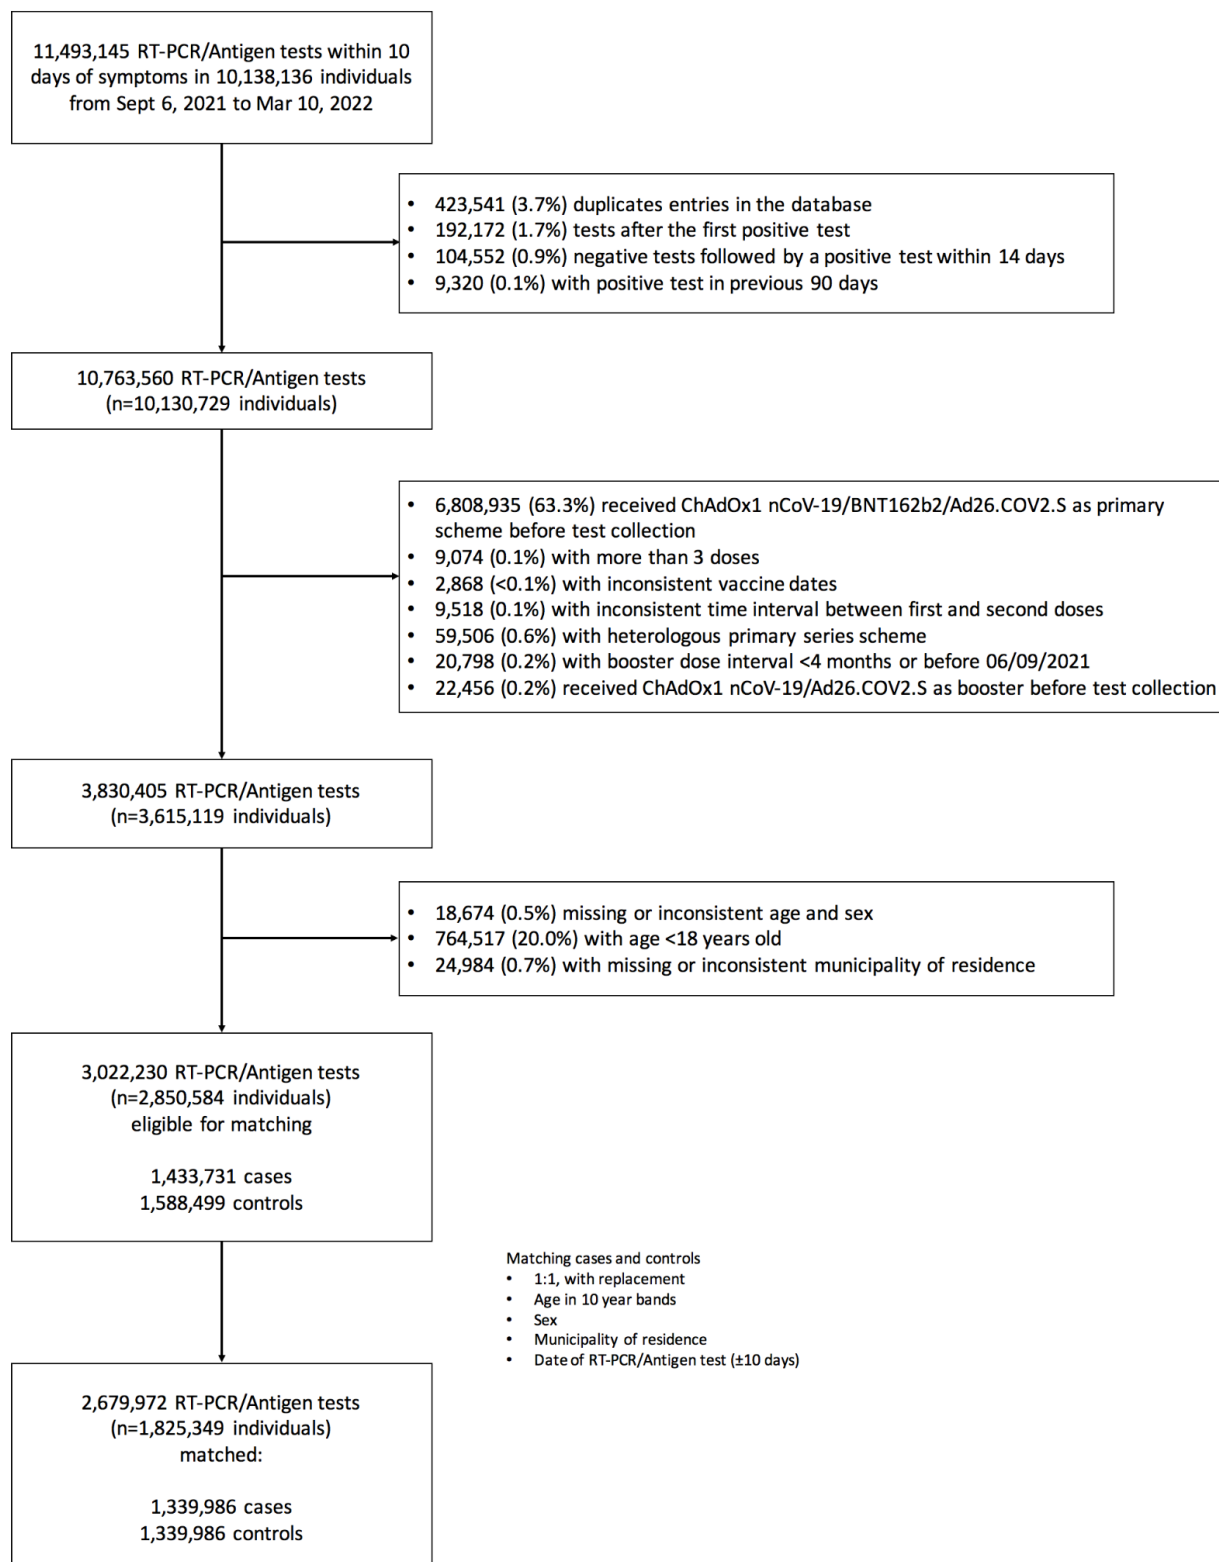 11,493,145 RT-PCR/Antigen tests within 10
days of symptoms in 10,138,136 individuals
from Sept 6, 2021 to Mar 10, 2022
• 423,541 (3.7%) duplicates entries in the database
• 192,172 (1.7%) tests after the first positive test
• 104,552 (0.9%) negative tests followed by a positive test within 14 days
• 9,320 (0.1%) with positive test in previous 90 days
10,763,560 RT-PCR/Antigen tests
(n=10,130,729 individuals)
• 6,808,935 (63.3%) received ChAdOx1 nCoV-19/BNT162b2/Ad26.COV2.S as primary
scheme before test collection
• 9,074 (0.1%) with more than 3 doses
• 2,868 (<0.1%) with inconsistent vaccine dates
• 9,518 (0.1%) with inconsistent time interval between first and second doses
• 59,506 (0.6%) with heterologous primary series scheme
• 20,798 (0.2%) with booster dose interval <4 months or before 06/09/2021
• 22,456 (0.2%) received ChAdOx1 nCoV-19/Ad26.COV2.S as booster before test collection
3,830,405 RT-PCR/Antigen tests
(n=3,615,119 individuals)
• 18,674 (0.5%) missing or inconsistent age and sex
• 764,517 (20.0%) with age <18 years old
• 24,984 (0.7%) with missing or inconsistent municipality of residence
3,022,230 RT-PCR/Antigen tests
(n=2,850,584 individuals)
eligible for matching
1,433,731 cases
1,588,499 controls
Matching cases and controls
• 1:1, with replacement
• Age in 10 year bands
• Sex
• Municipality of residence
• Date of RT-PCR/Antigen test (±10 days)
2,679,972 RT-PCR/Antigen tests
(n=1,825,349 individuals)
matched:
1,339,986 cases
1,339,986 controls